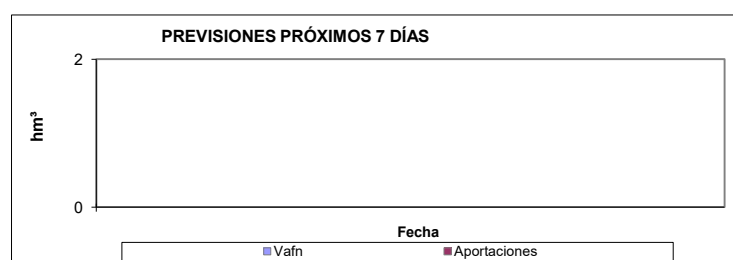 PREVISIONES PRÓXIMOS 7 DÍAS
2
hm³
0
Fecha
Vafn Aportaciones